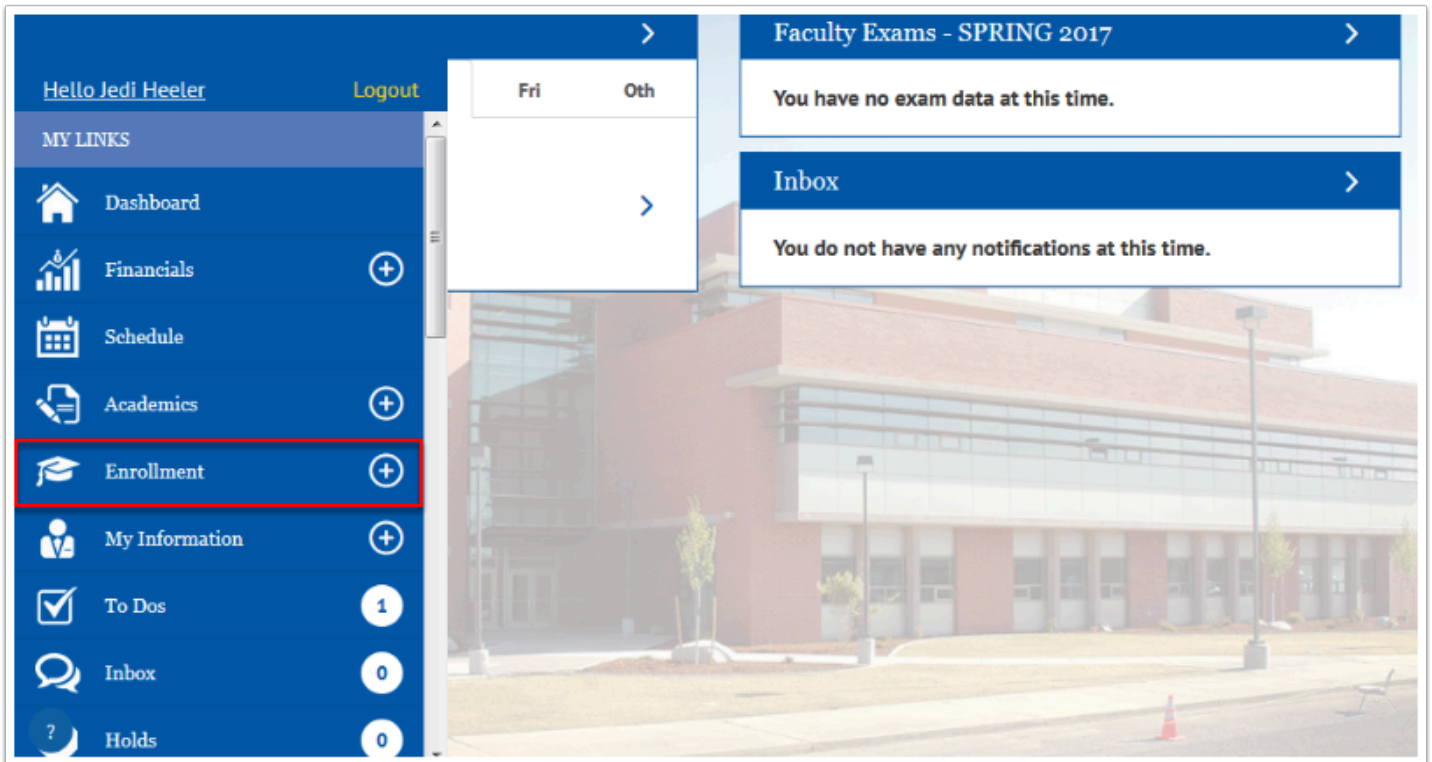 Hello Jedi Heeler
Logout
MY LINKS
Dashboard
Financials
Schedule
Academics
Enrollment
My Information
To Dos
1
Inbox
0
?
Holds
0
Fri
Oth
Faculty Exams - SPRING 2017
You have no exam data at this time.
Inbox
You do not have any notifications at this time.